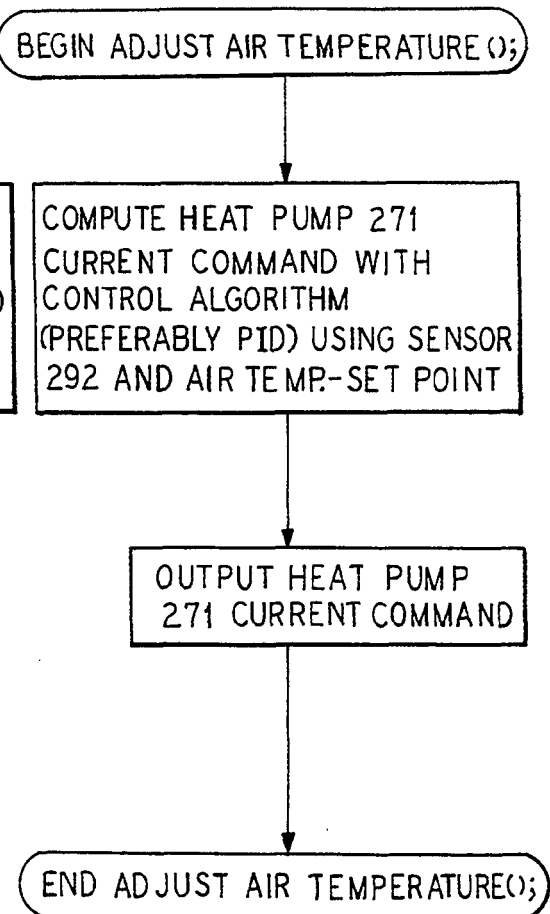 BEGIN ADJUST AIR TEMPERATURE();
)
COMPUTE HEAT PUMP 271
CURRENT COMMAND WITH
CONTROL ALGORITHM
(PREFERABLY PID) USING SENSOR
292 AND AIR TEMP.-SET POINT
OUTPUT HEAT PUMP
271 CURRENT COMMAND
END ADJUST AIR TEMPERATURE();